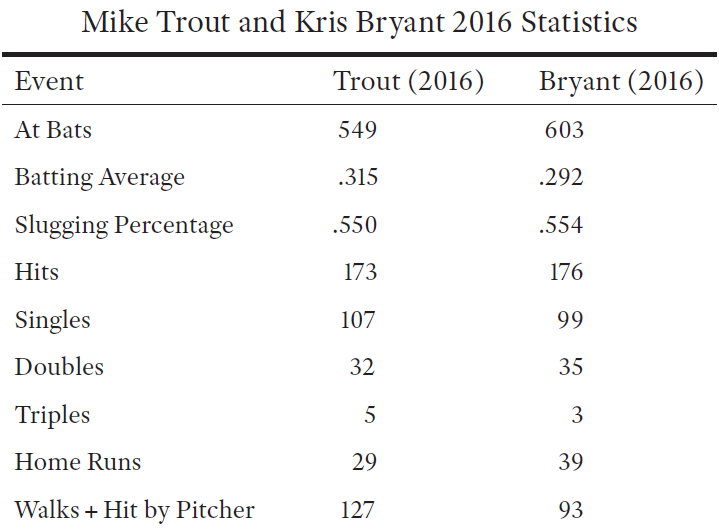 Mike Trout and Kris Bryant 2016 Statistics
Event Trout (2016) Bryant (2016)
At Bats 549 603
Batting Average .315 .292
Slugging Percentage .550 .554
Hits 173 176
Singles 107 99
Doubles 32 35
Triples 5 3
Home Runs 29 39
Walks + Hit by Pitcher 127 93